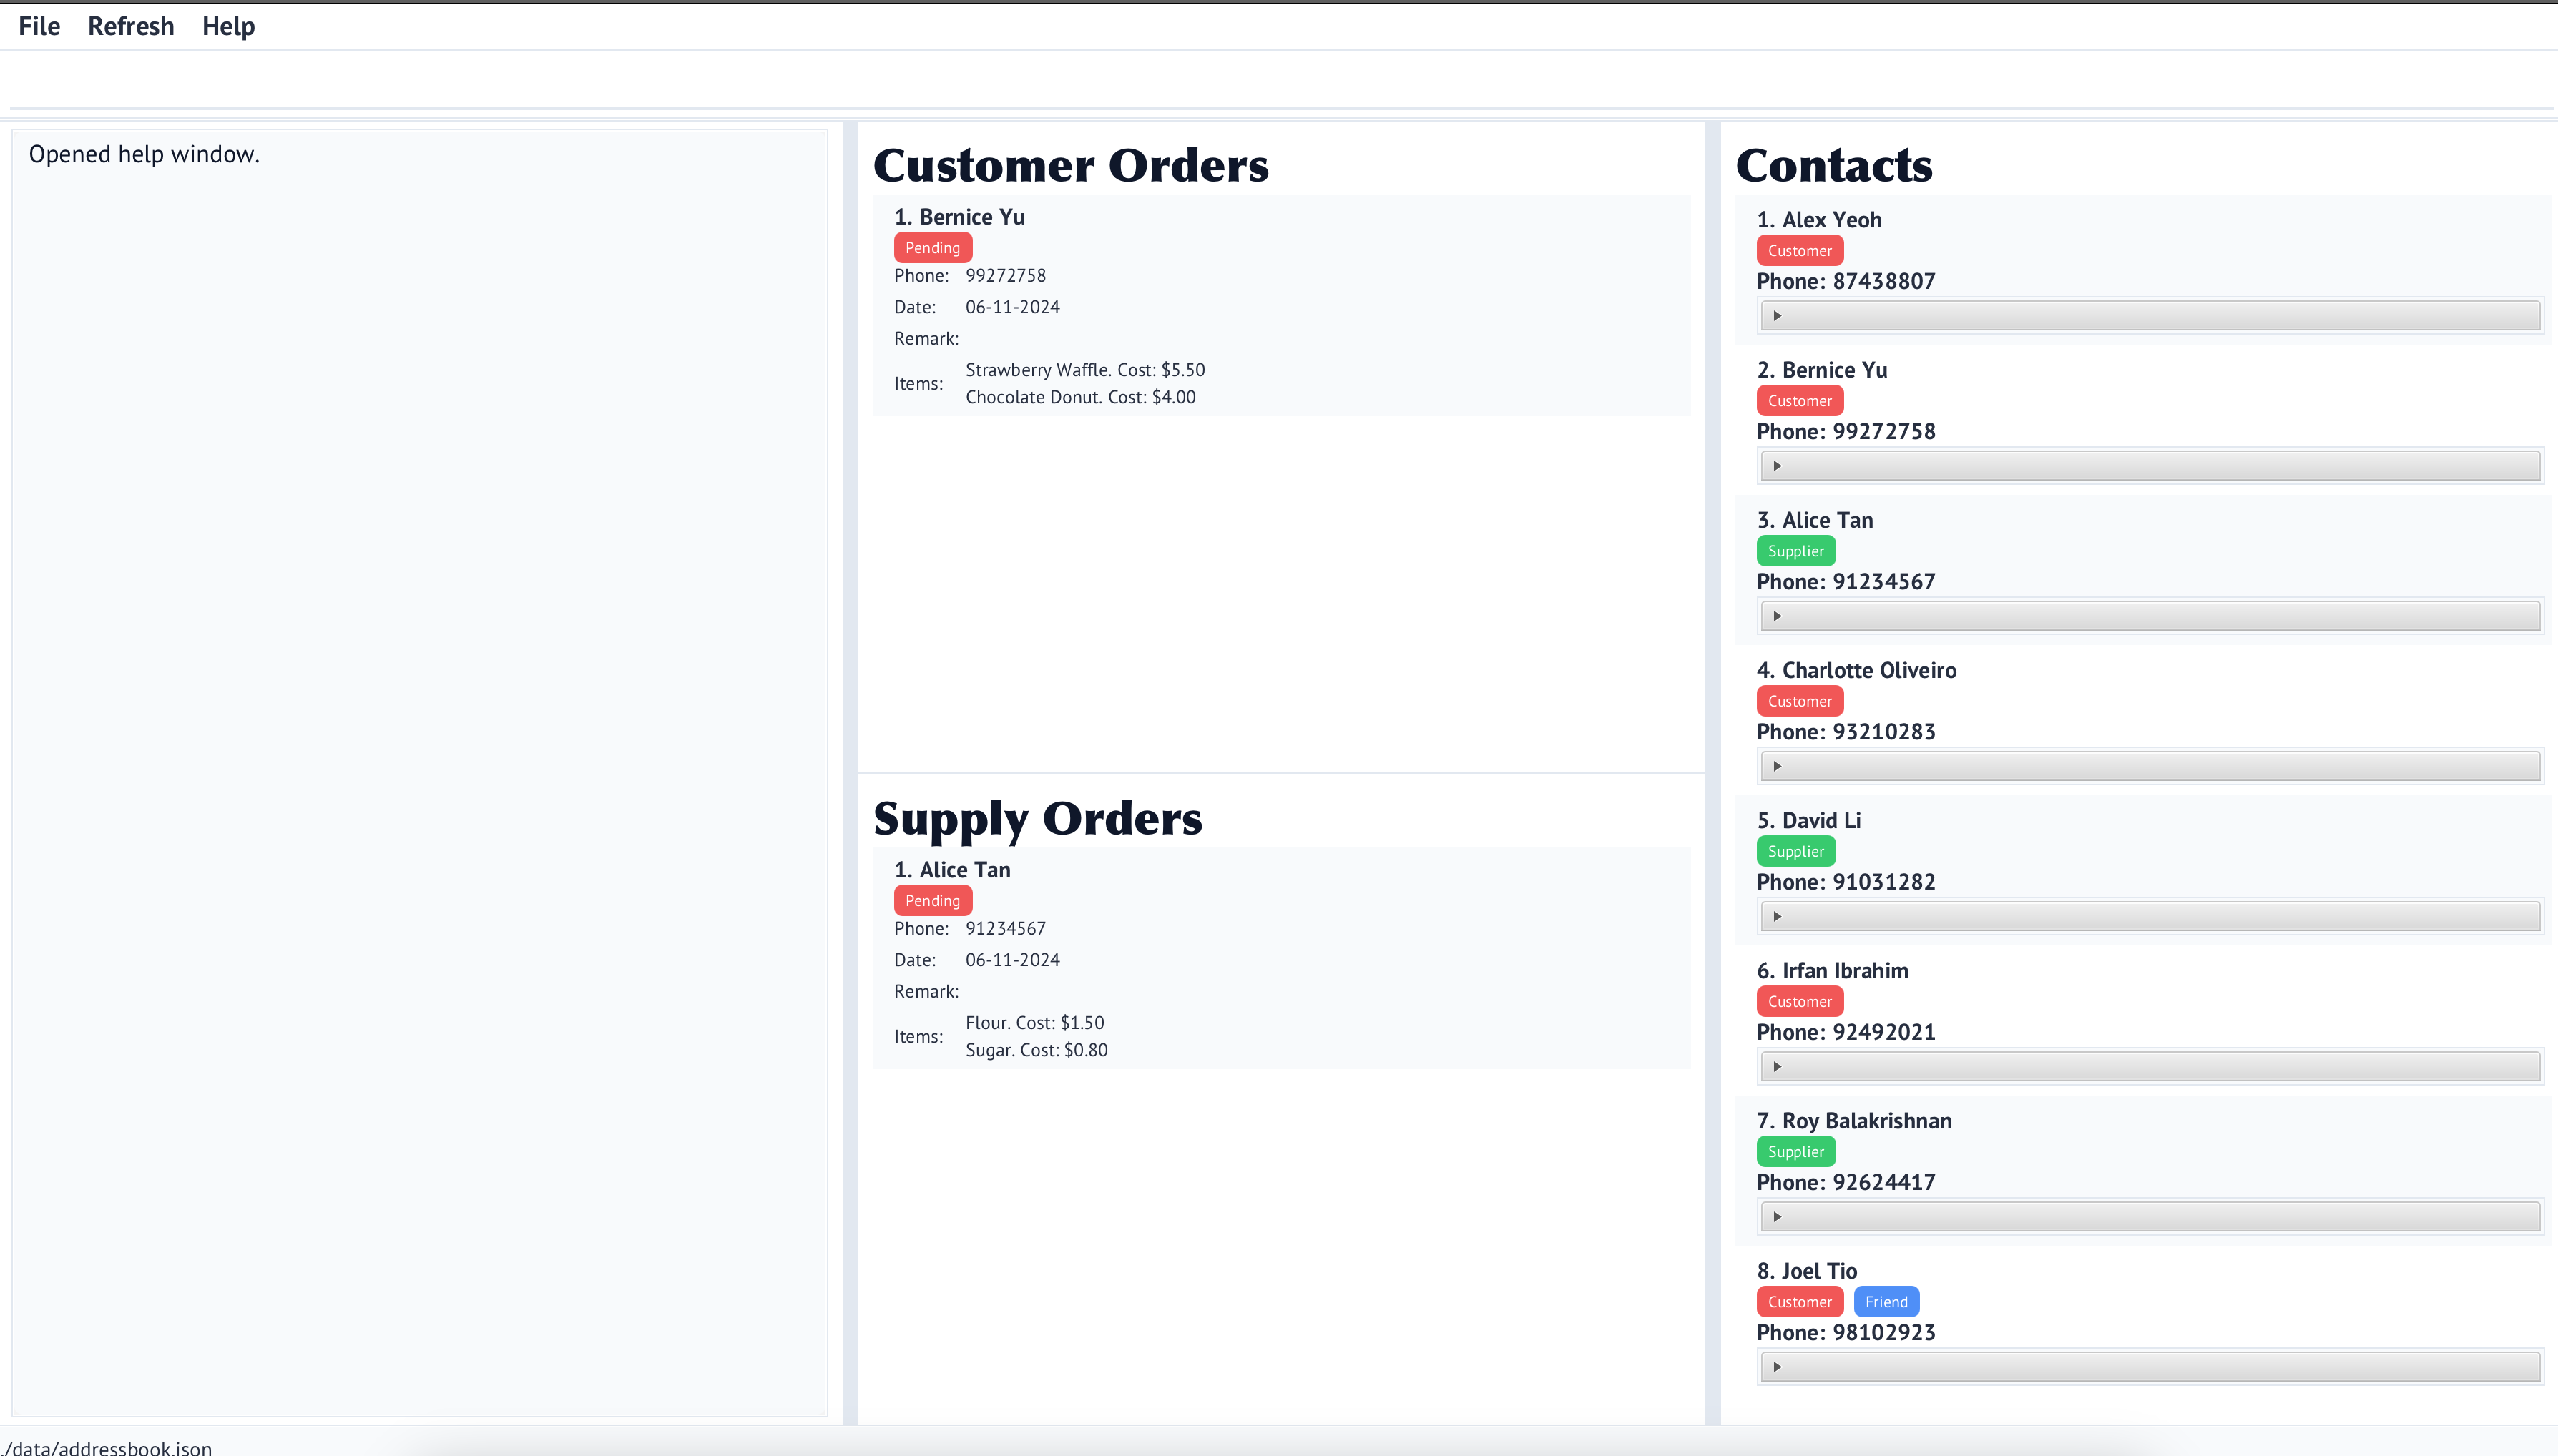 File Refresh Help
Opened help window.
Customer Orders
1. Bernice Yu
Pending
Phone: 99272758
Date: 06-11-2024
Remark:
Items: Strawberry Waffle. Cost: $5.50
Chocolate Donut. Cost: $4.00
Supply Orders
1. Alice Tan
Pending
Phone: 91234567
Date: 06-11-2024
Remark:
Items: Flour. Cost: $1.50
Sugar. Cost: $0.80
Contacts
1. Alex Yeoh
Customer
Phone: 87438807
2. Bernice Yu
Customer
Phone: 99272758
3. Alice Tan
Supplier
Phone: 91234567
4. Charlotte Oliveiro
Customer
Phone: 93210283
5. David Li
Supplier
Phone: 91031282
6. Irfan Ibrahim
Customer
Phone: 92492021
7. Roy Balakrishnan
Supplier
Phone: 92624417
8. Joel Tio
Customer Friend
Phone: 98102923
./data/addressbook.json